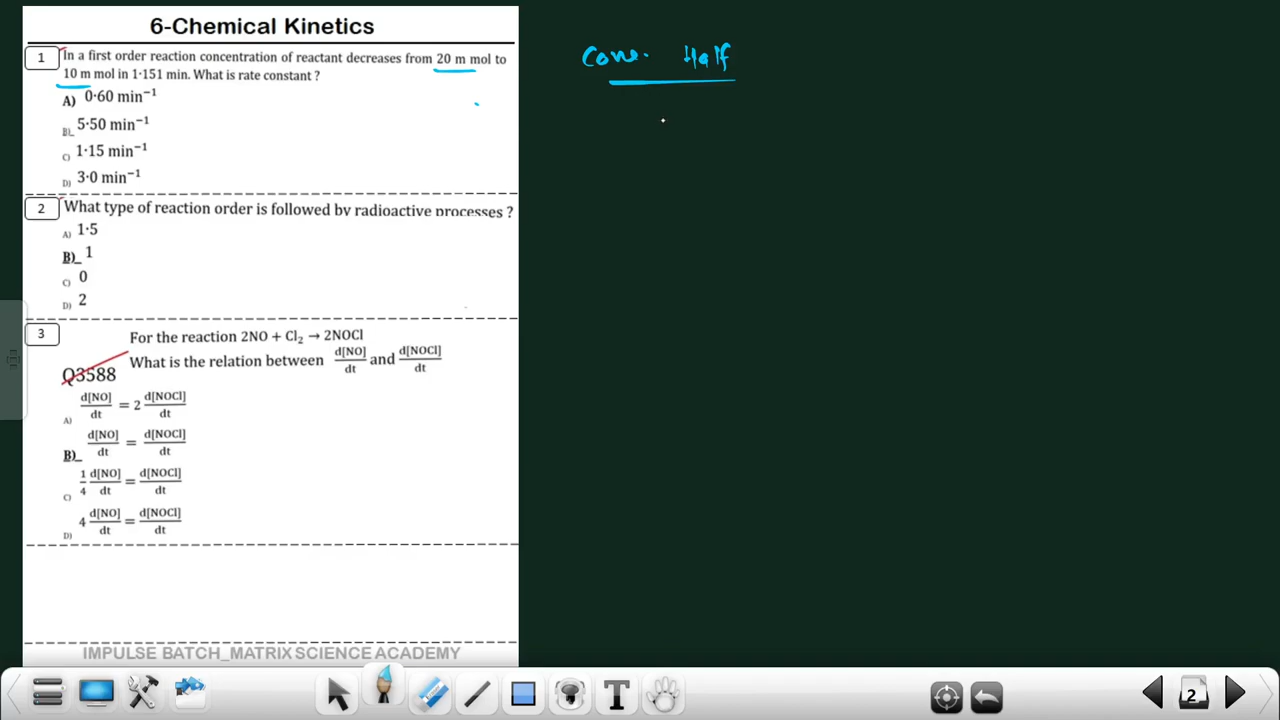 6-Chemical Kinetics
1 In a first order reaction concentration of reactant decreases from 20 m mol to
10 m mol in 1·151 min. What is rate constant ?
A) 0·60 min⁻¹
B) 5·50 min⁻¹
C) 1·15 min⁻¹
D) 3·0 min⁻¹
2 What type of reaction order is followed by radioactive processes ?
A) 1·5
B) 1
C) 0
D) 2
3 For the reaction 2NO + Cl₂ → 2NOCl
Q3588 What is the relation between d[NO]/dt and d[NOCl]/dt
A) d[NO]/dt = 2 d[NOCl]/dt
B) d[NO]/dt = d[NOCl]/dt
C) 1/4 d[NO]/dt = d[NOCl]/dt
D) 4 d[NO]/dt = d[NOCl]/dt
IMPULSE BATCH_MATRIX SCIENCE ACADEMY
Conc. Half
T
2